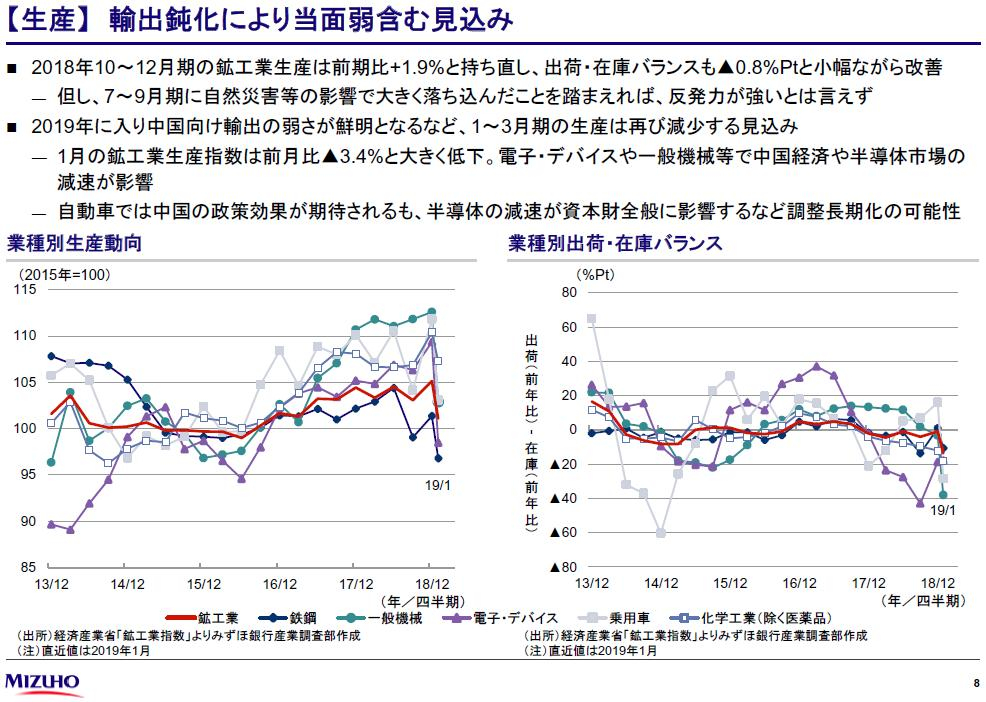 【生産】 輸出鈍化により当面弱含む見込み
■ 2018年10～12月期の鉱工業生産は前期比+1.9%と持ち直し、出荷・在庫バランスも▲0.8%Ptと小幅ながら改善
― 但し、7～9月期に自然災害等の影響で大きく落ち込んだことを踏まえれば、反発力が強いとは言えず
■ 2019年に入り中国向け輸出の弱さが鮮明となるなど、1～3月期の生産は再び減少する見込み
― 1月の鉱工業生産指数は前月比▲3.4%と大きく低下。電子・デバイスや一般機械等で中国経済や半導体市場の
減速が影響
― 自動車では中国の政策効果が期待されるも、半導体の減速が資本財全般に影響するなど調整長期化の可能性
業種別生産動向
（2015年=100）
115
110
105
100
95
90
85
19/1
13/12 14/12 15/12 16/12 17/12 18/12
（年／四半期）
業種別出荷・在庫バランス
（%Pt）
出荷（前年比）-在庫（前年比）
80
60
40
20
0
▲20
▲40
▲60
▲80
19/1
13/12 14/12 15/12 16/12 17/12 18/12
（年／四半期）
鉱工業 鉄鋼 一般機械 電子・デバイス 乗用車 化学工業（除く医薬品）
（出所）経済産業省「鉱工業指数」よりみずほ銀行産業調査部作成
（注）直近値は2019年1月
（出所）経済産業省「鉱工業指数」よりみずほ銀行産業調査部作成
（注）直近値は2019年1月
MIZUHO
8